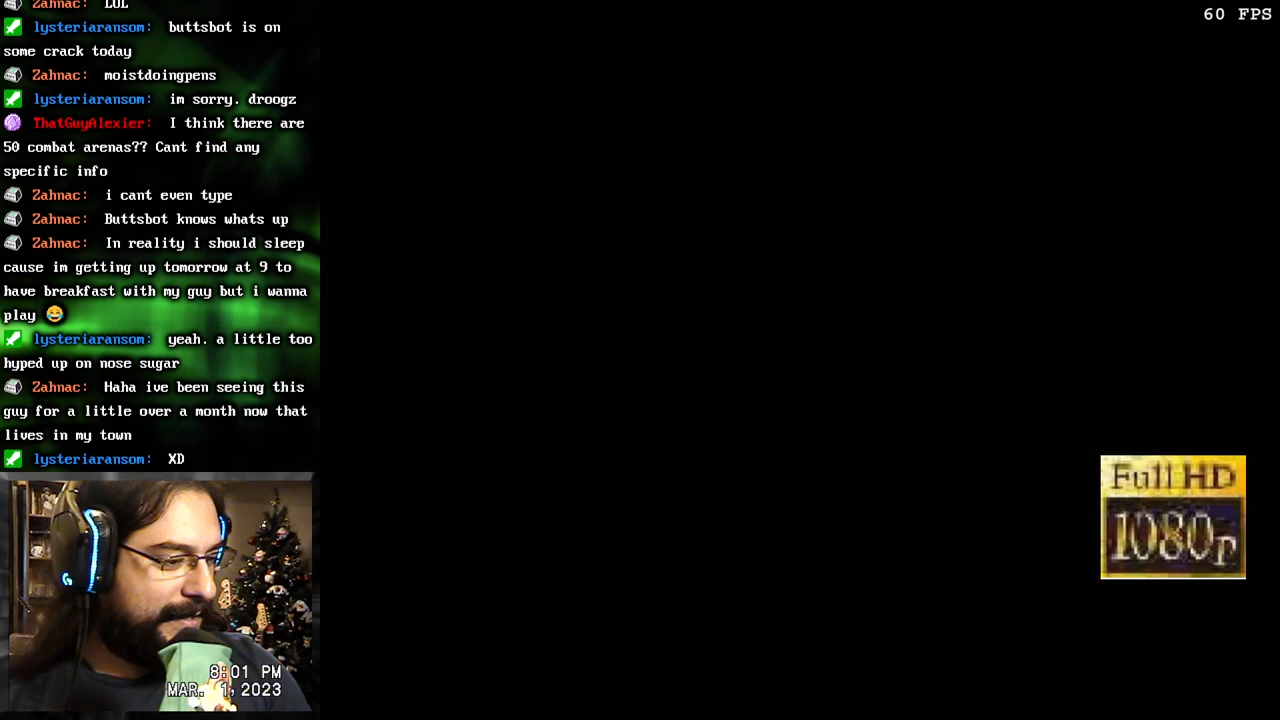 Zahnac: LUL
60 FPS
lysteriaransom: buttsbot is on
some crack today
Zahnac: moistdoingpens
lysteriaransom: im sorry. droogz
ThatGuyAlexier: I think there are
50 combat arenas?? Cant find any
specific info
Zahnac: i cant even type
Zahnac: Buttsbot knows whats up
Zahnac: In reality i should sleep
cause im getting up tomorrow at 9 to
have breakfast with my guy but i wanna
play 😂
lysteriaransom: yeah. a little too
hyped up on nose sugar
Zahnac: Haha ive been seeing this
guy for a little over a month now that
lives in my town
lysteriaransom: XD
Full HD
1080p
8:01 PM
MAR. 1, 2023